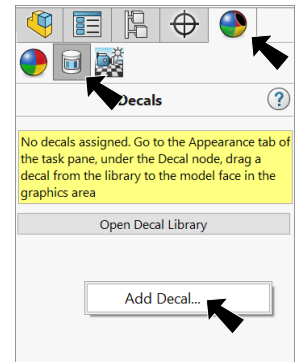 Decals
?
No decals assigned. Go to the Appearance tab of
the task pane, under the Decal node, drag a
decal from the library to the model face in the
graphics area
Open Decal Library
Add Decal...